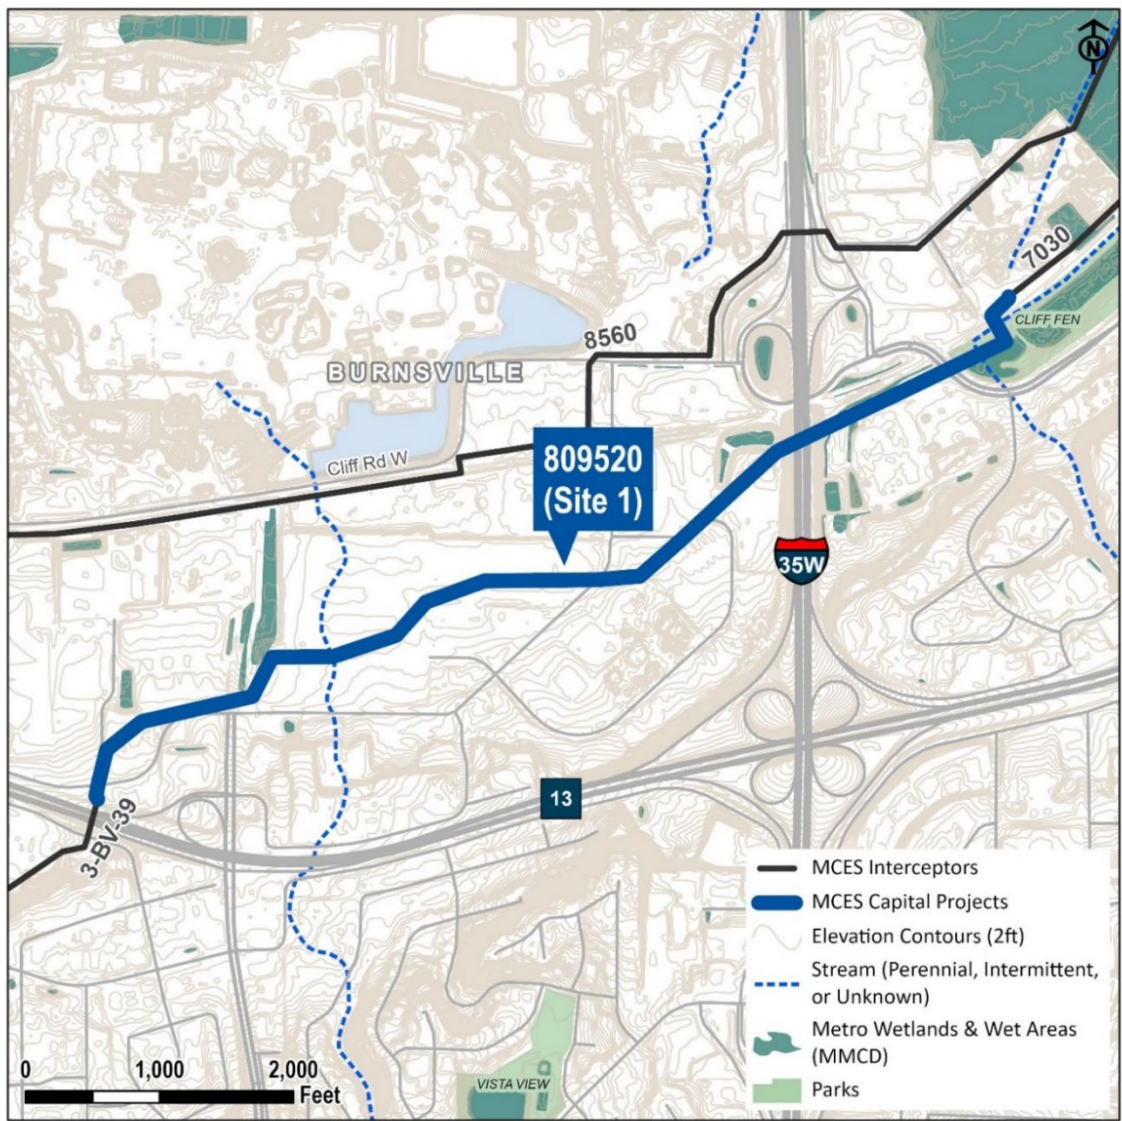 N
7030
CLIFF FEN
8560
BURNSVILLE
Cliff Rd W
809520
(Site 1)
35W
13
3-BV-39
MCES Interceptors
MCES Capital Projects
Elevation Contours (2ft)
Stream (Perennial, Intermittent,
or Unknown)
Metro Wetlands & Wet Areas
(MMCD)
Parks
0 1,000 2,000
Feet
VISTA VIEW